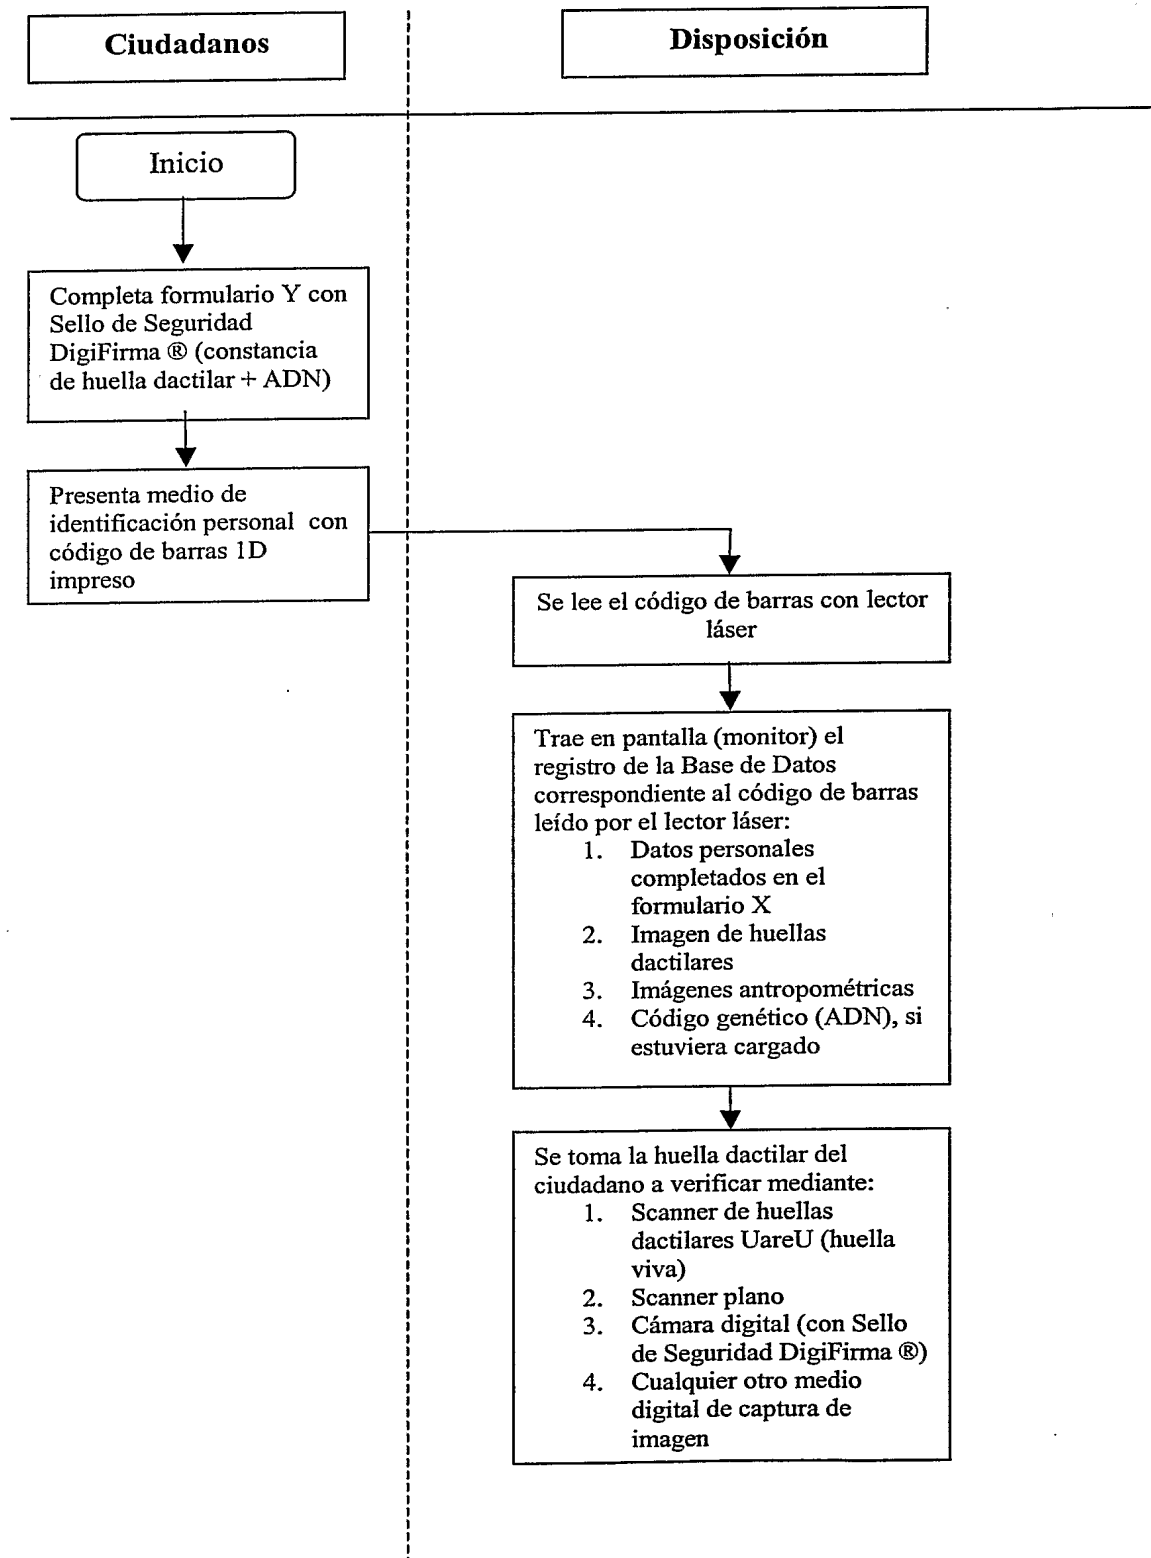 Ciudadanos
Disposición
Inicio
Completa formulario Y con
Sello de Seguridad
DigiFirma ® (constancia
de huella dactilar + ADN)
Presenta medio de
identificación personal con
código de barras 1D
impreso
Se lee el código de barras con lector
láser
Trae en pantalla (monitor) el
registro de la Base de Datos
correspondiente al código de barras
leído por el lector láser:
1. Datos personales
completados en el
formulario X
2. Imagen de huellas
dactilares
3. Imágenes antropométricas
4. Código genético (ADN), si
estuviera cargado
Se toma la huella dactilar del
ciudadano a verificar mediante:
1. Scanner de huellas
dactilares UareU (huella
viva)
2. Scanner plano
3. Cámara digital (con Sello
de Seguridad DigiFirma ®)
4. Cualquier otro medio
digital de captura de
imagen